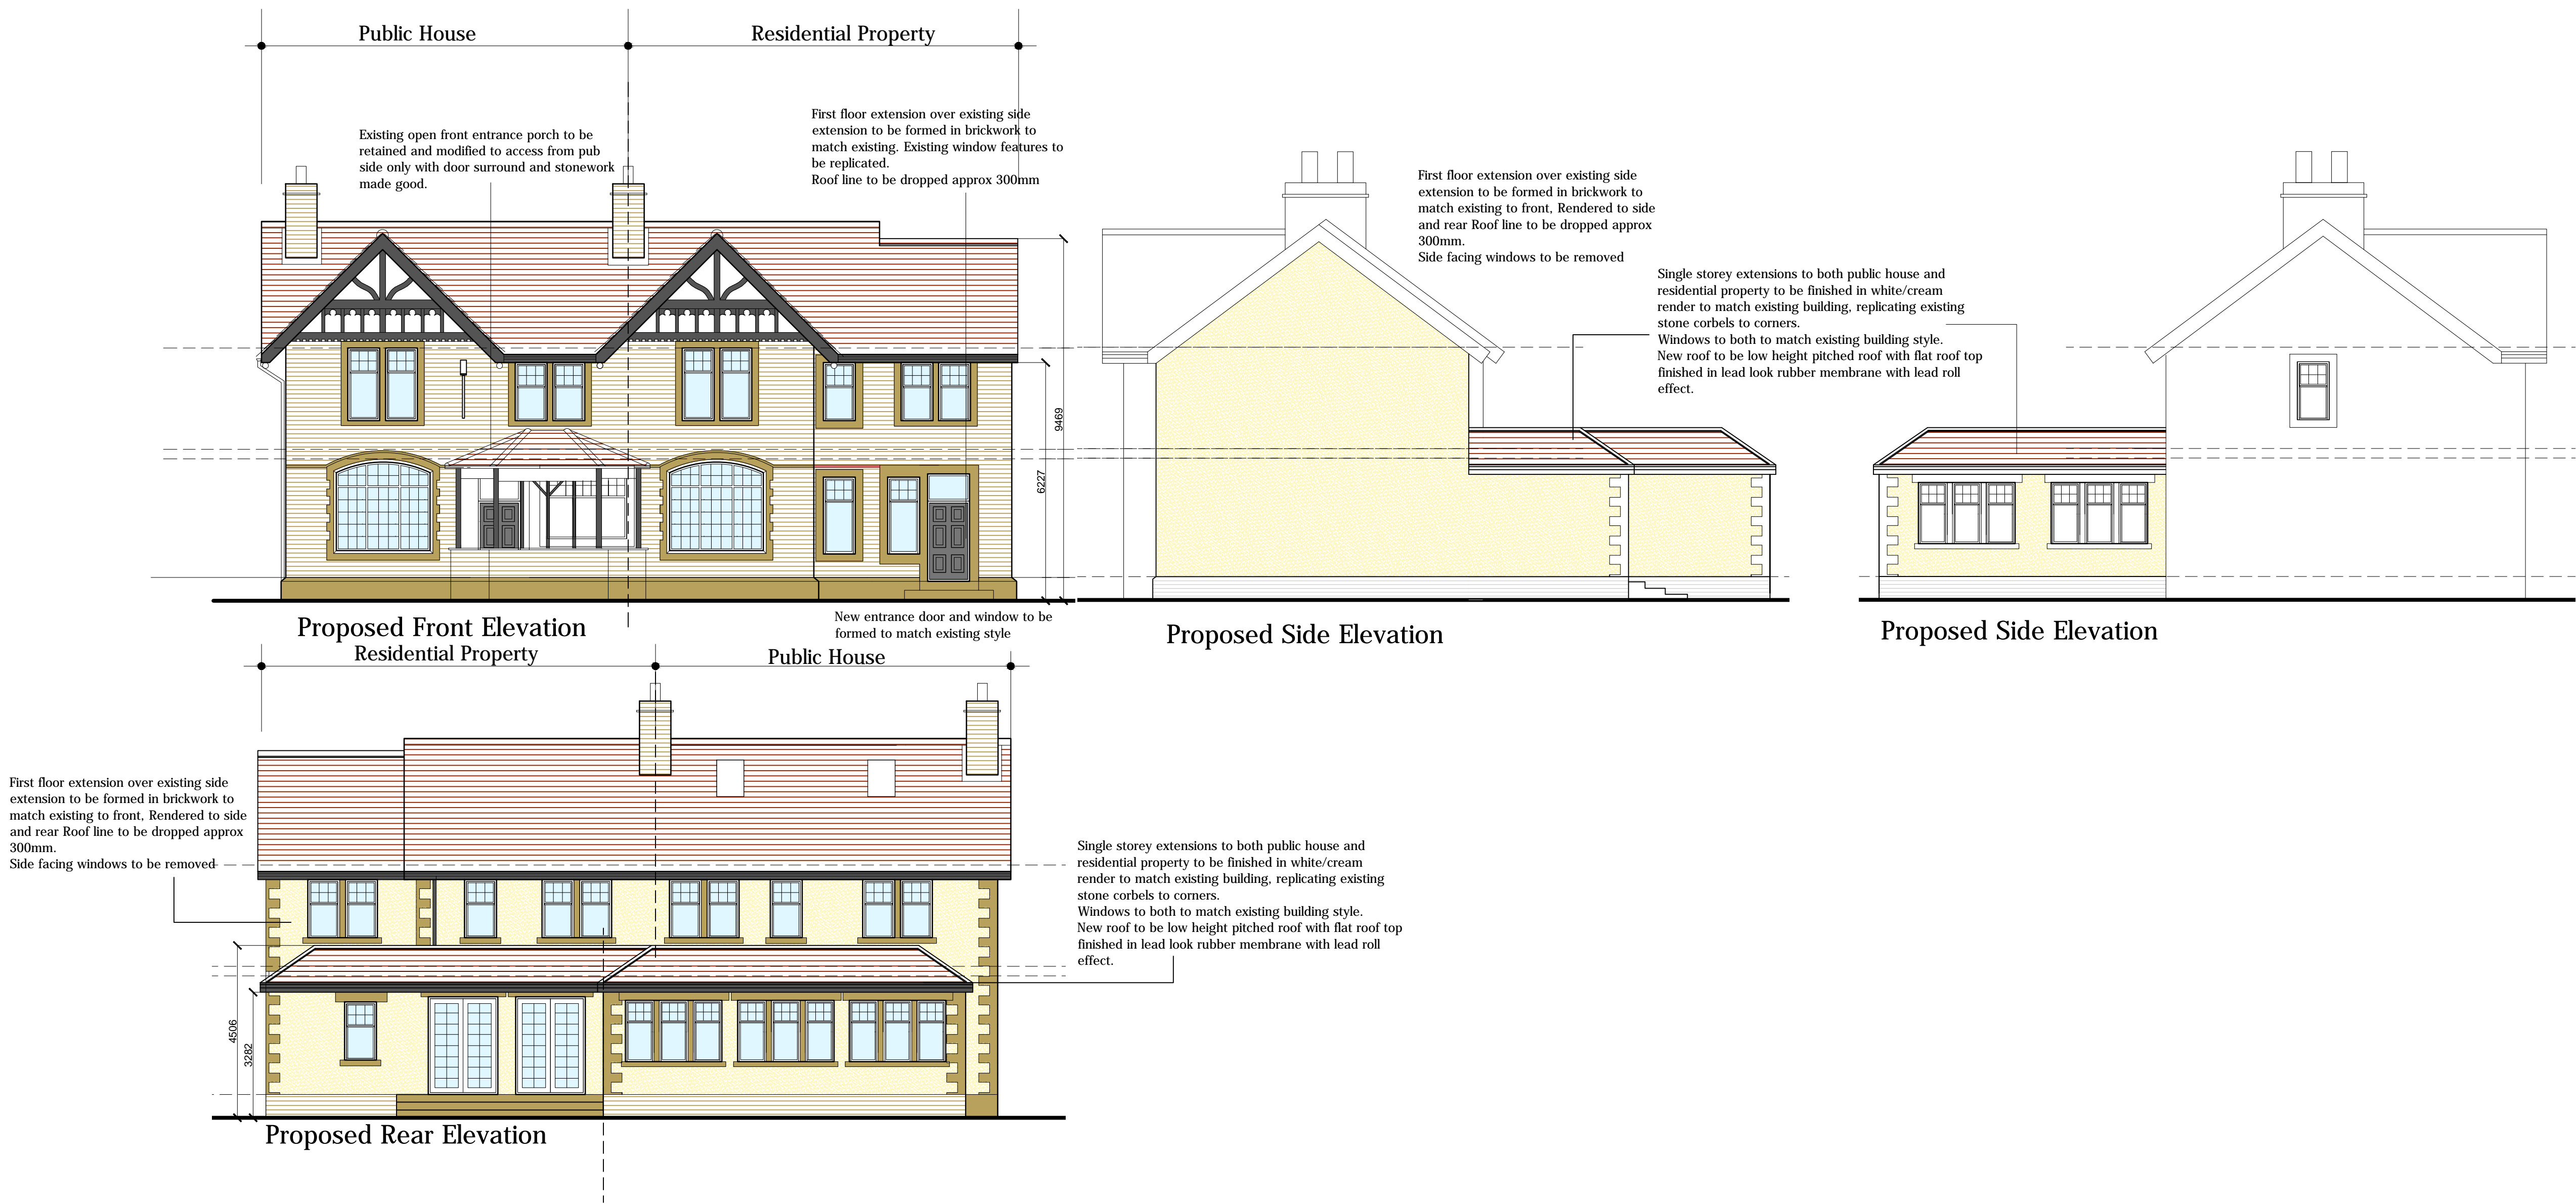 Public House
Residential Property
Existing open front entrance porch to be
retained and modified to access from pub
side only with door surround and stonework
made good.
First floor extension over existing side
extension to be formed in brickwork to
match existing. Existing window features to
be replicated.
Roof line to be dropped approx 300mm
9469
6227
Proposed Front Elevation
New entrance door and window to be
formed to match existing style
First floor extension over existing side
extension to be formed in brickwork to
match existing to front, Rendered to side
and rear Roof line to be dropped approx
300mm.
Side facing windows to be removed
Single storey extensions to both public house and
residential property to be finished in white/cream
render to match existing building, replicating existing
stone corbels to corners.
Windows to both to match existing building style.
New roof to be low height pitched roof with flat roof top
finished in lead look rubber membrane with lead roll
effect.
Proposed Side Elevation
Proposed Side Elevation
Residential Property
Public House
First floor extension over existing side
extension to be formed in brickwork to
match existing to front, Rendered to side
and rear Roof line to be dropped approx
300mm.
Side facing windows to be removed
4506
3282
Single storey extensions to both public house and
residential property to be finished in white/cream
render to match existing building, replicating existing
stone corbels to corners.
Windows to both to match existing building style.
New roof to be low height pitched roof with flat roof top
finished in lead look rubber membrane with lead roll
effect.
Proposed Rear Elevation